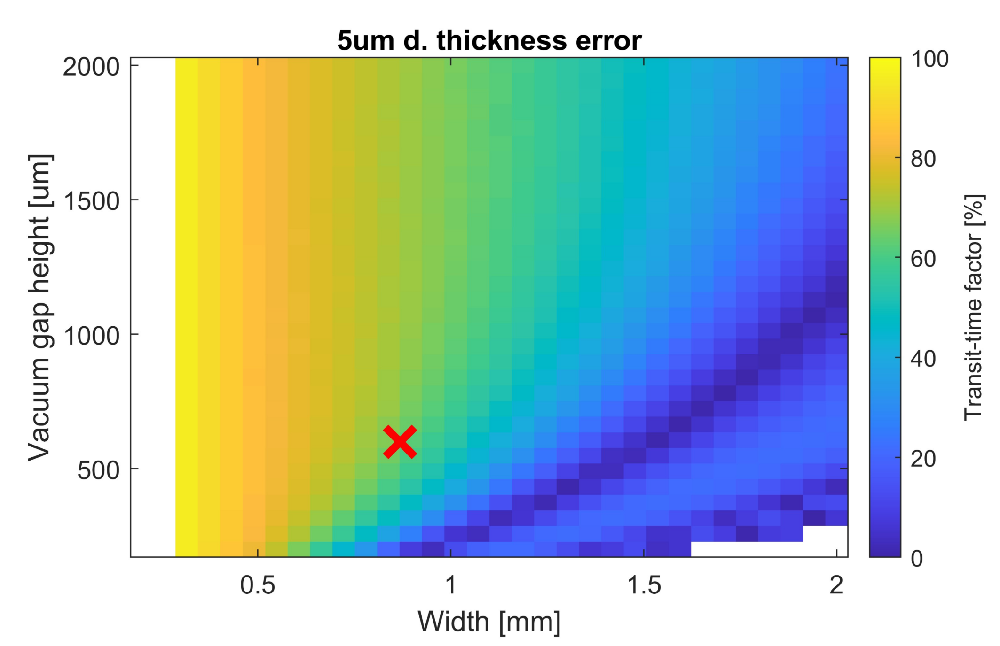 5um d. thickness error
2000
1500
1000
500
Vacuum gap height [um]
0.5 1 1.5 2
Width [mm]
100
80
60
40
20
0
Transit-time factor [%]